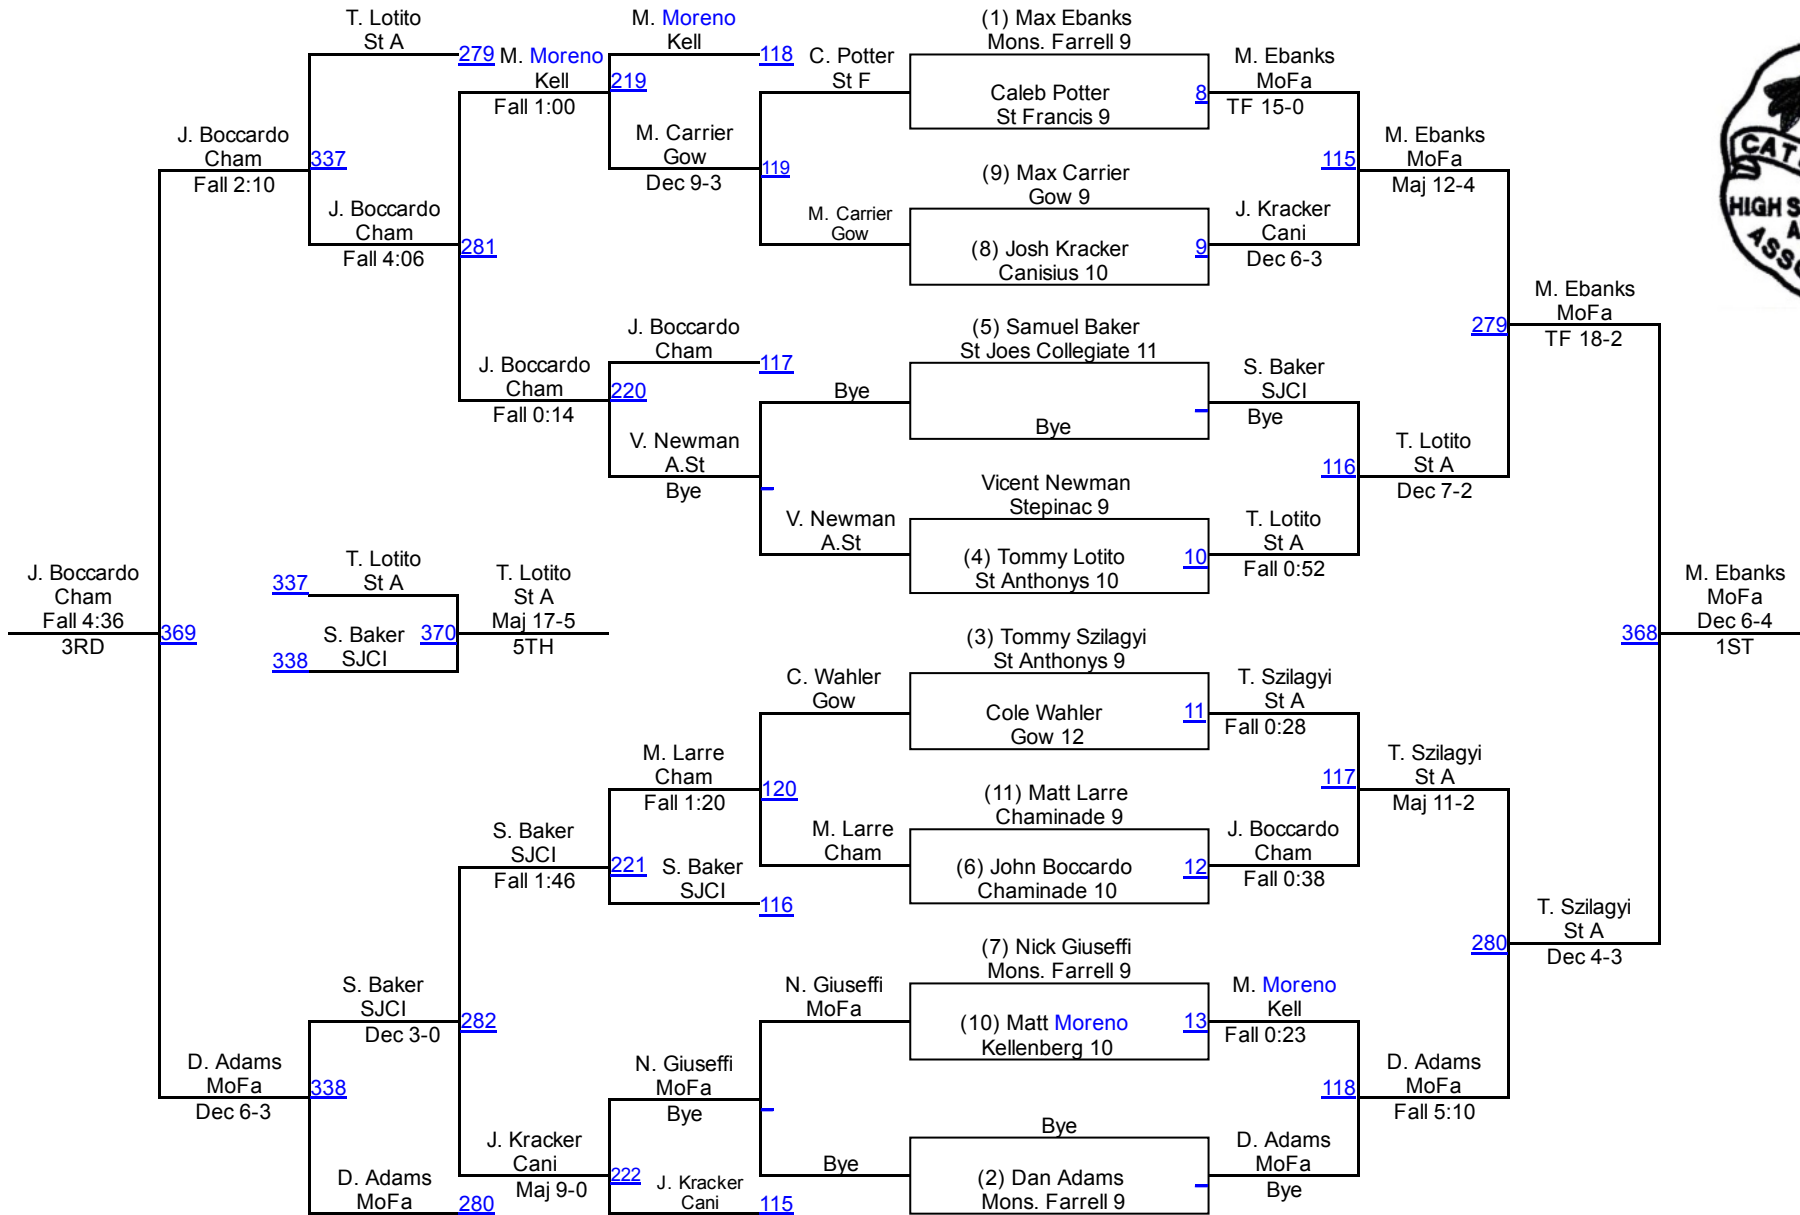 T. Lotito
St A
279
M. Moreno
Kell
Fall 1:00
219
M. Moreno
Kell
118
M. Carrier
Gow
Dec 9-3
119
C. Potter
St F
M. Carrier
Gow
(1) Max Ebanks
Mons. Farrell 9
Caleb Potter
St Francis 9
8
M. Ebanks
MoFa
TF 15-0
(9) Max Carrier
Gow 9
(8) Josh Kracker
Canisius 10
9
J. Kracker
Cani
Dec 6-3
115
M. Ebanks
MoFa
Maj 12-4
J. Boccardo
Cham
Fall 2:10
337
J. Boccardo
Cham
Fall 4:06
281
J. Boccardo
Cham
Fall 0:14
220
J. Boccardo
Cham
117
V. Newman
A.St
Bye
Bye
V. Newman
A.St
(5) Samuel Baker
St Joes Collegiate 11
Bye
S. Baker
SJCI
Bye
Vicent Newman
Stepinac 9
(4) Tommy Lotito
St Anthonys 10
10
T. Lotito
St A
Fall 0:52
116
T. Lotito
St A
Dec 7-2
279
M. Ebanks
MoFa
TF 18-2
J. Boccardo
Cham
Fall 4:36
3RD
369
337
T. Lotito
St A
338
S. Baker
SJCI
370
T. Lotito
St A
Maj 17-5
5TH
368
M. Ebanks
MoFa
Dec 6-4
1ST
(3) Tommy Szilagyi
St Anthonys 9
Cole Wahler
Gow 12
11
T. Szilagyi
St A
Fall 0:28
C. Wahler
Gow
M. Larre
Cham
Fall 1:20
120
M. Larre
Cham
(11) Matt Larre
Chaminade 9
(6) John Boccardo
Chaminade 10
12
J. Boccardo
Cham
Fall 0:38
117
T. Szilagyi
St A
Maj 11-2
S. Baker
SJCI
Fall 1:46
221
S. Baker
SJCI
116
280
T. Szilagyi
St A
Dec 4-3
S. Baker
SJCI
Dec 3-0
282
N. Giuseffi
MoFa
(7) Nick Giuseffi
Mons. Farrell 9
(10) Matt Moreno
Kellenberg 10
13
M. Moreno
Kell
Fall 0:23
D. Adams
MoFa
Dec 6-3
338
N. Giuseffi
MoFa
Bye
118
D. Adams
MoFa
Fall 5:10
D. Adams
MoFa
280
J. Kracker
Cani
Maj 9-0
222
J. Kracker
Cani
115
Bye
Bye
(2) Dan Adams
Mons. Farrell 9
D. Adams
MoFa
Bye
HIGH